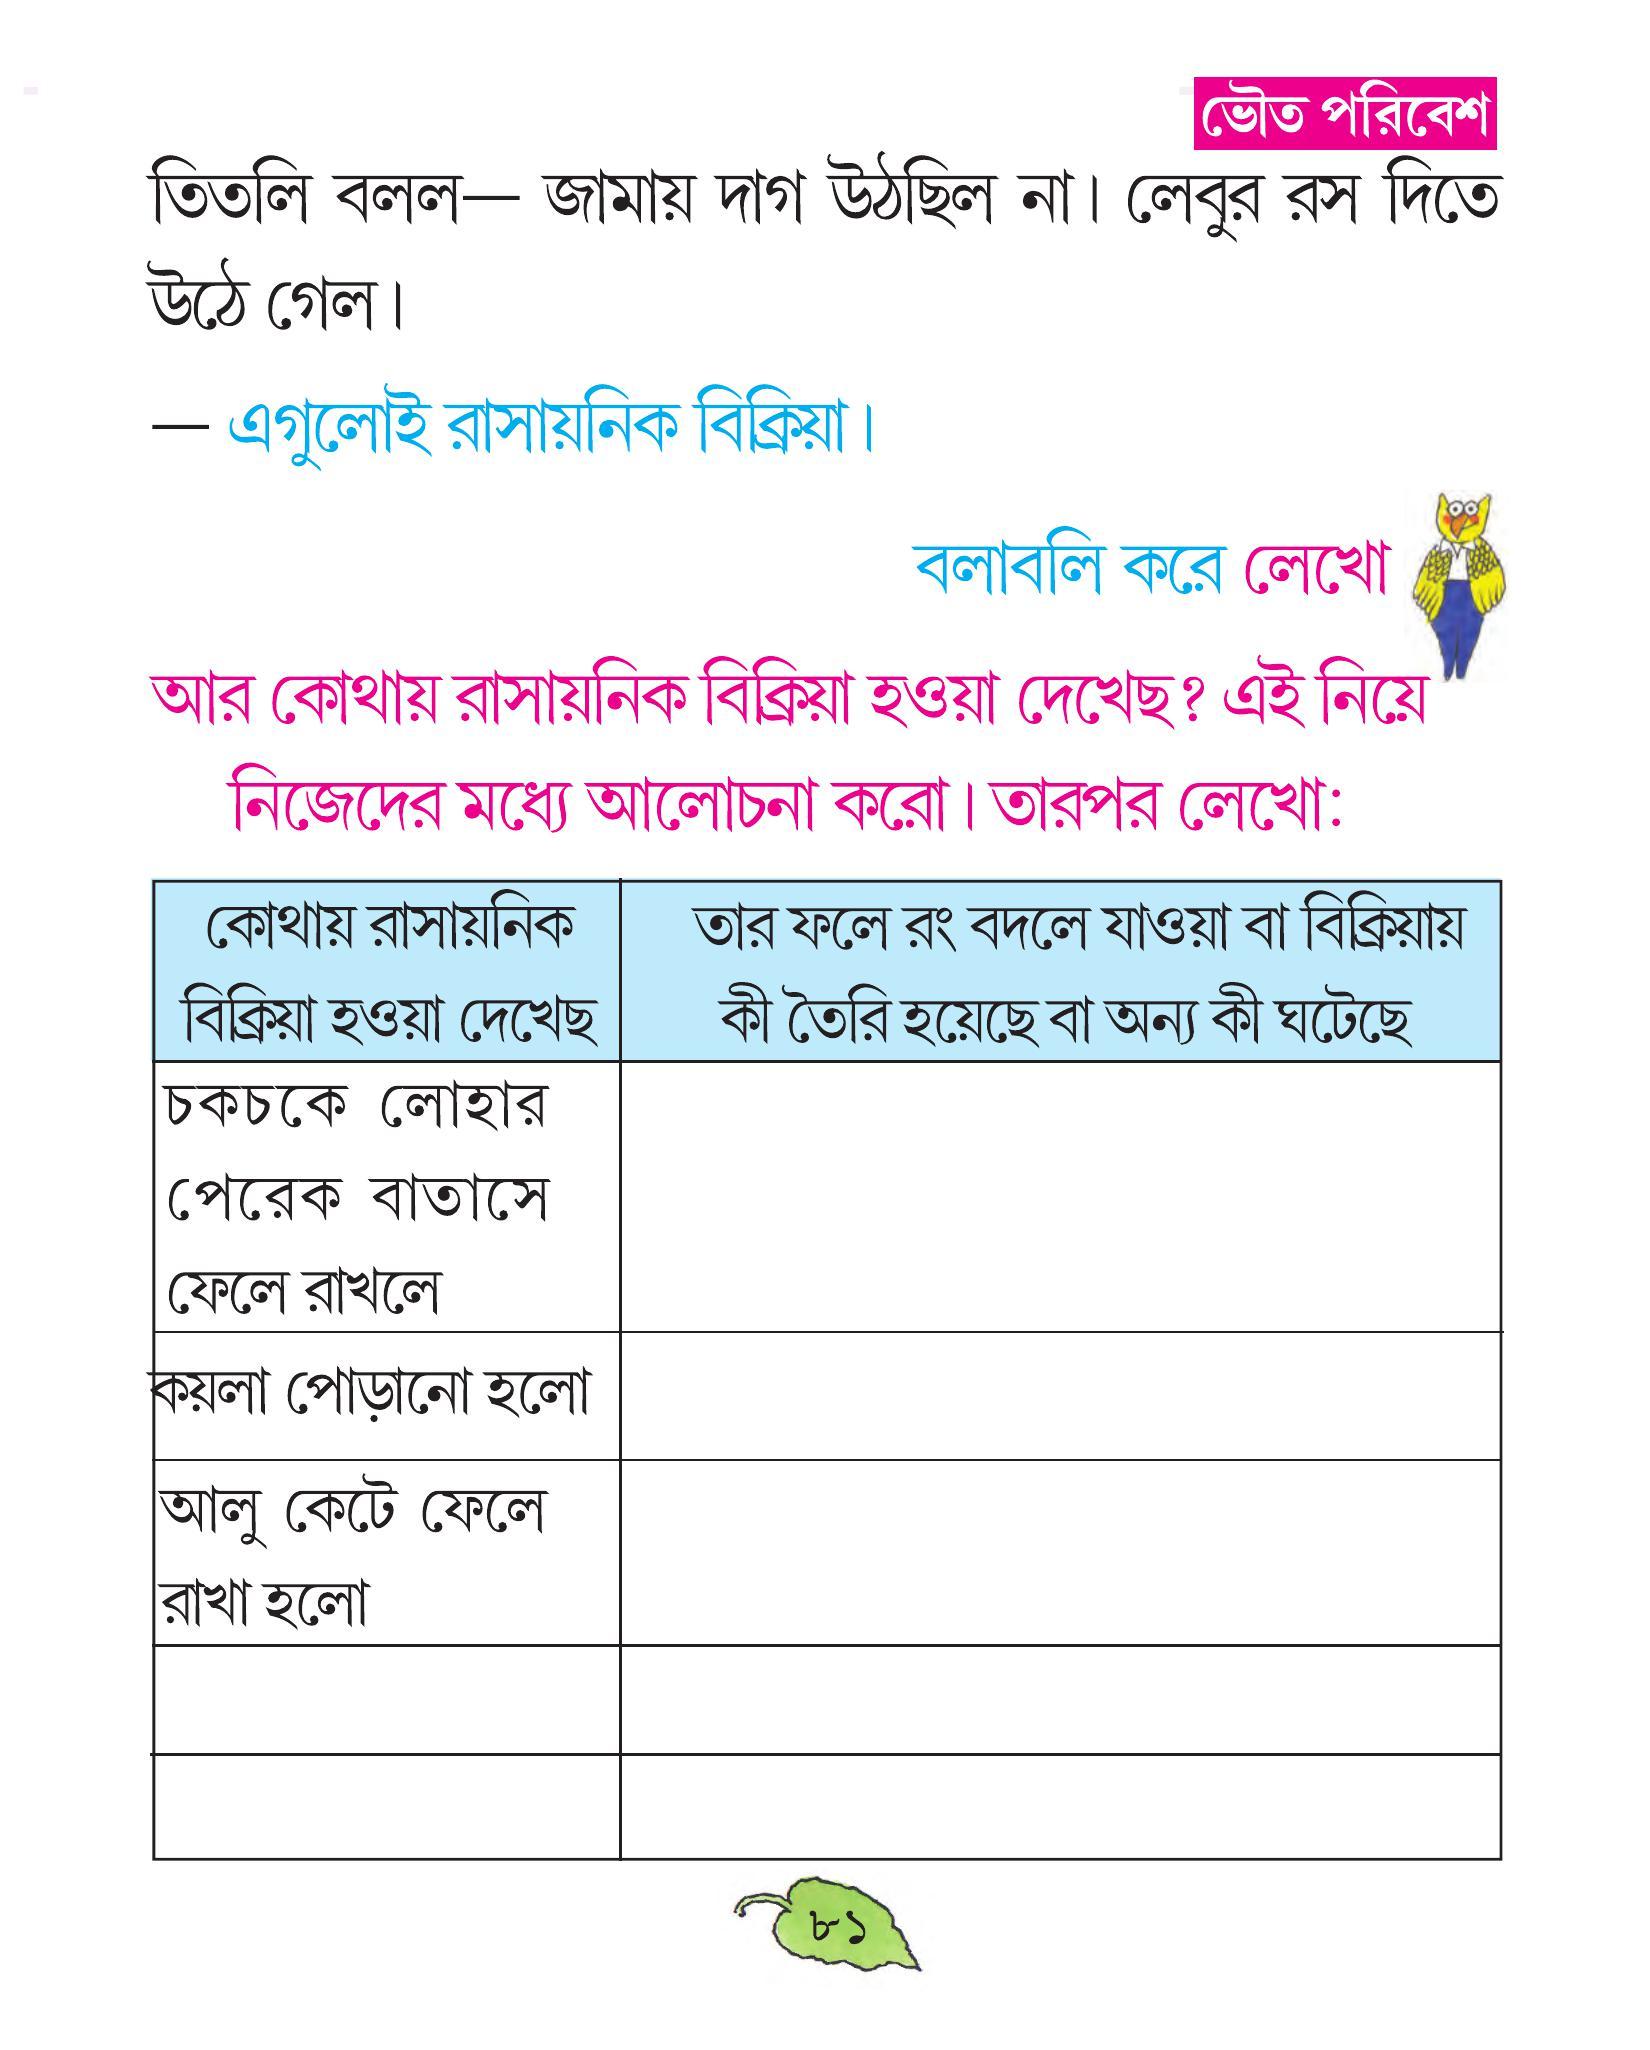 ভৌত পরিবেশ
তিতলি বলল— জামায় দাগ উঠছিল না। লেবুর রস দিতে
উঠে গেল।
— এগুলোই রাসায়নিক বিক্রিয়া।
বলাবলি করে লেখো
আর কোথায় রাসায়নিক বিক্রিয়া হওয়া দেখেছ? এই নিয়ে
নিজেদের মধ্যে আলোচনা করো। তারপর লেখো:
কোথায় রাসায়নিক
বিক্রিয়া হওয়া দেখেছ
তার ফলে রং বদলে যাওয়া বা বিক্রিয়ায়
কী তৈরি হয়েছে বা অন্য কী ঘটেছে
চকচকে লোহার
পেরেক বাতাসে
ফেলে রাখলে
কয়লা পোড়ানো হলো
আলু কেটে ফেলে
রাখা হলো
৮১